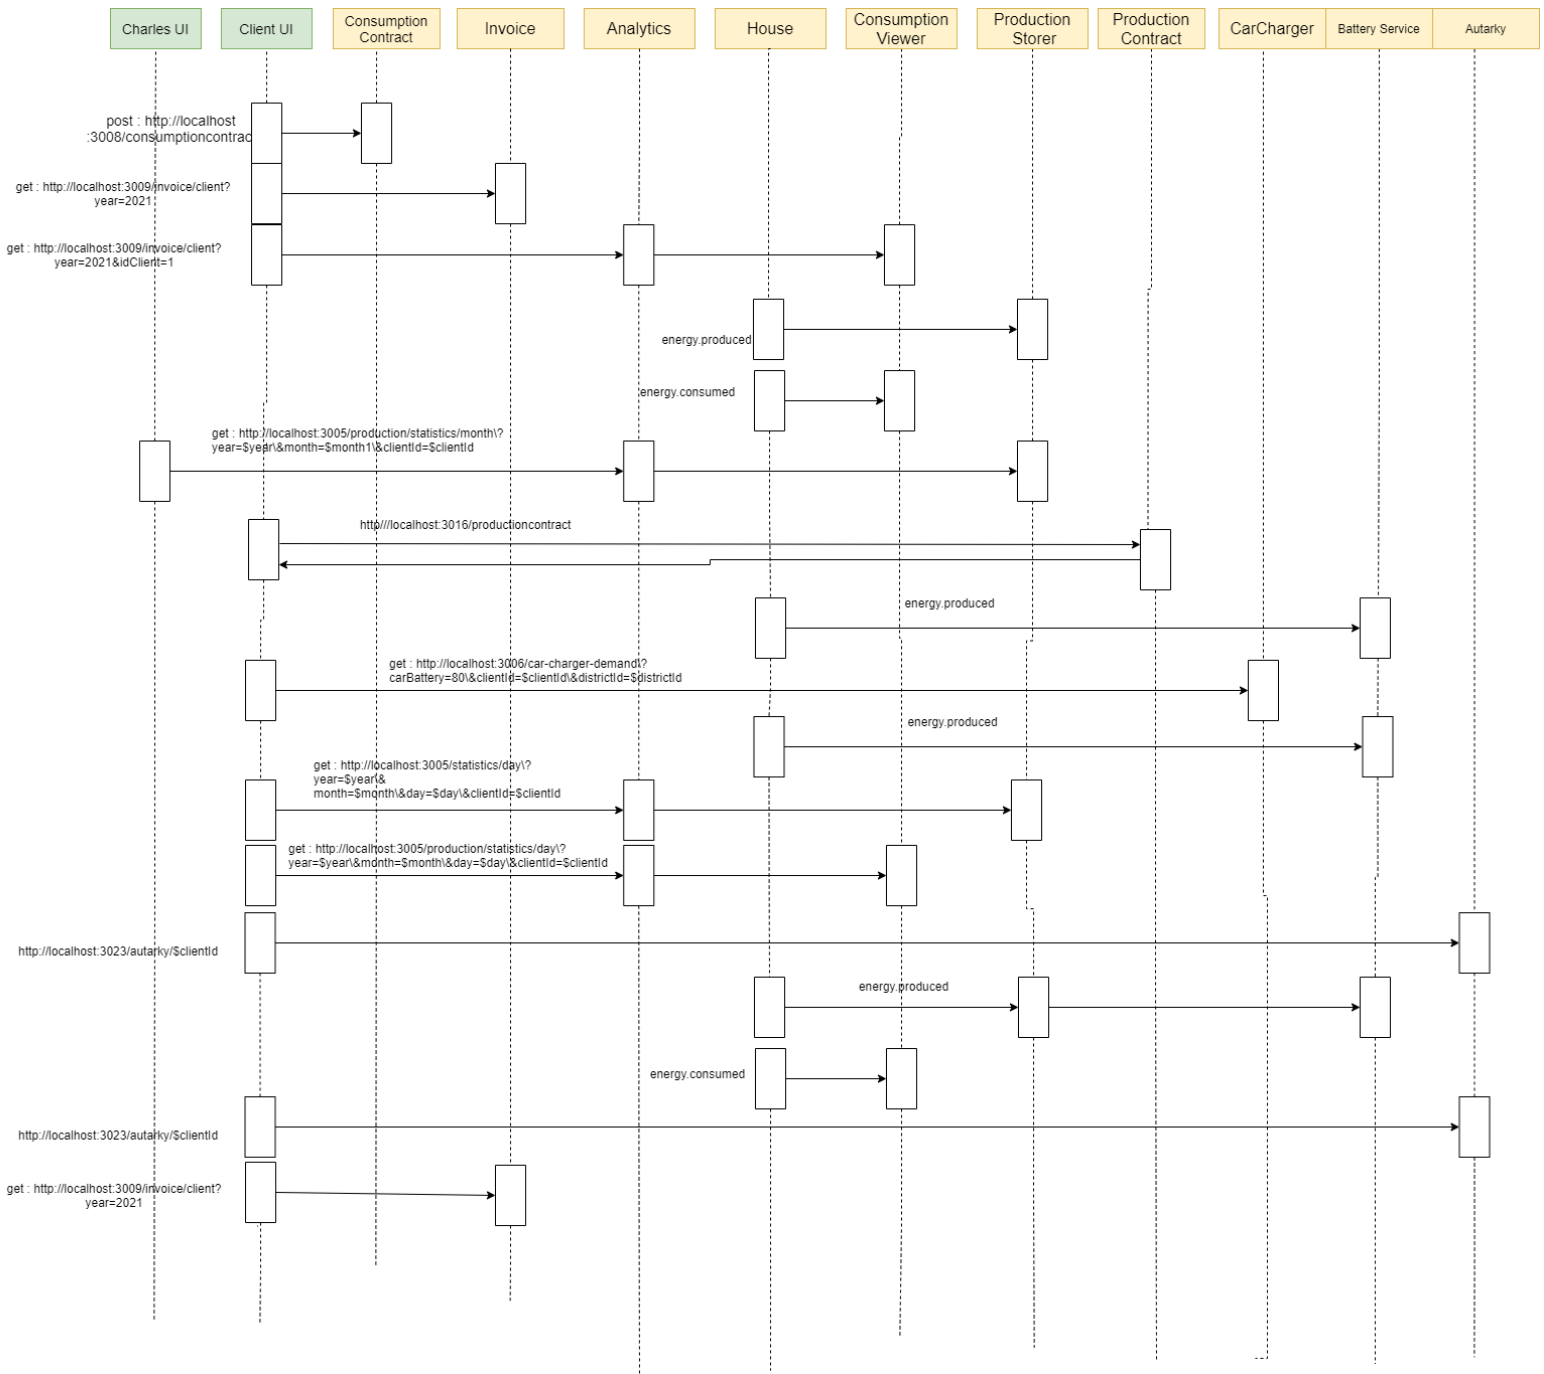 Charles UI
Client UI
Consumption
Contract
Invoice
Analytics
House
Consumption
Viewer
Production
Storer
Production
Contract
CarCharger
Battery Service
Autarky
post : http://localhost
:3008/consumptioncontrac
get : http://localhost:3009/invoice/client?
year=2021
get : http://localhost:3009/invoice/client?
year=2021&idClient=1
energy.produced
energy.consumed
get : http://localhost:3005/production/statistics/month\?
year=$year\&month=$month1\&clientId=$clientId
http///localhost:3016/productioncontract
energy.produced
get : http://localhost:3006/car-charger-demand\?
carBattery=80\&clientId=$clientId\&districtId=$districtId
energy.produced
get : http://localhost:3005/statistics/day\?
year=$year\&
month=$month\&day=$day\&clientId=$clientId
get : http://localhost:3005/production/statistics/day\?
year=$year\&month=$month\&day=$day\&clientId=$clientId
http://localhost:3023/autarky/$clientId
energy.produced
energy.consumed
http://localhost:3023/autarky/$clientId
get : http://localhost:3009/invoice/client?
year=2021